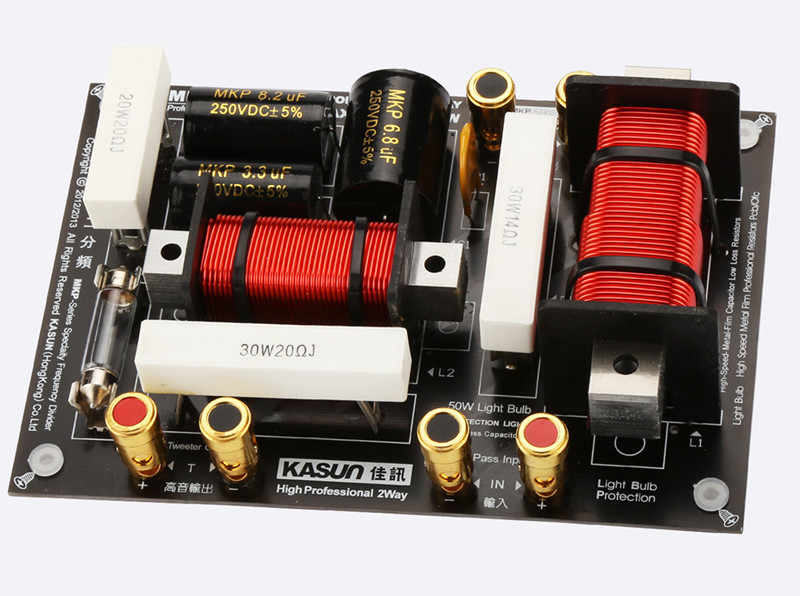 20W20ΩJ
MKP 8.2 uF
250VDC±5%
MKP 3.3 uF
0VDC±5%
MKP 6.8 uF
250VDC±5%
30W14ΩJ
30W20ΩJ
Copyright © 2012/2013 All Rights Reserved KASUN (HongKong) Co.Ltd
分頻
MKP-Series Specialty Frequency Divider
High-Speed-Metal-Film Capacitor Low Loss Resistors
High Speed Metal Film Professional Resistors
Light Bulb
◀L2
L1
50W Light Bulb
Pass
Tweeter
◀ T ▶
+ 高音輸出 −
KASUN 佳訊
High Professional 2Way
◀ IN ▶
− 輸入 +
Light Bulb
Protection